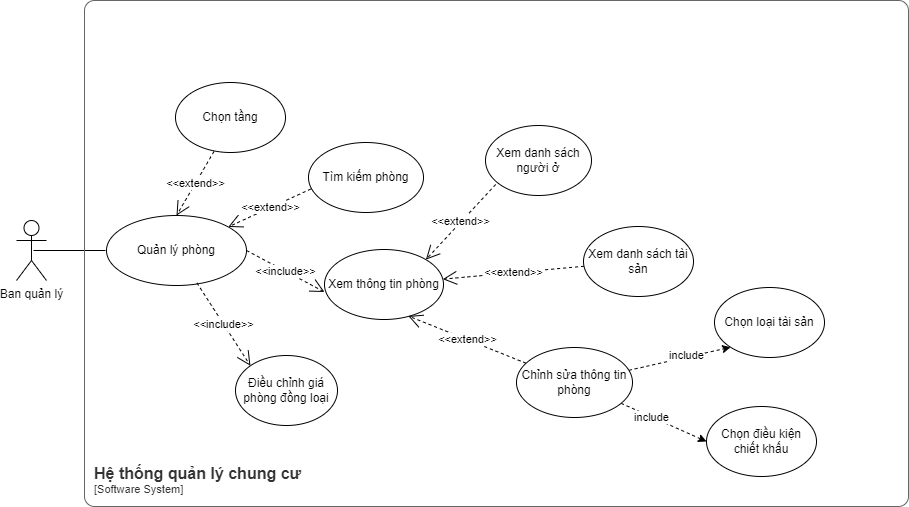 Chọn tầng
<<extend>>
Tìm kiếm phòng
<<extend>>
Xem danh sách
người ở
<<extend>>
Ban quản lý
Quản lý phòng
<<include>>
Xem thông tin phòng
<<extend>>
Xem danh sách tài
sản
<<include>>
<<extend>>
Chọn loại tài sản
include
Điều chỉnh giá
phòng đồng loại
Chỉnh sửa thông tin
phòng
include
Chọn điều kiện
chiết khấu
Hệ thống quản lý chung cư
[Software System]